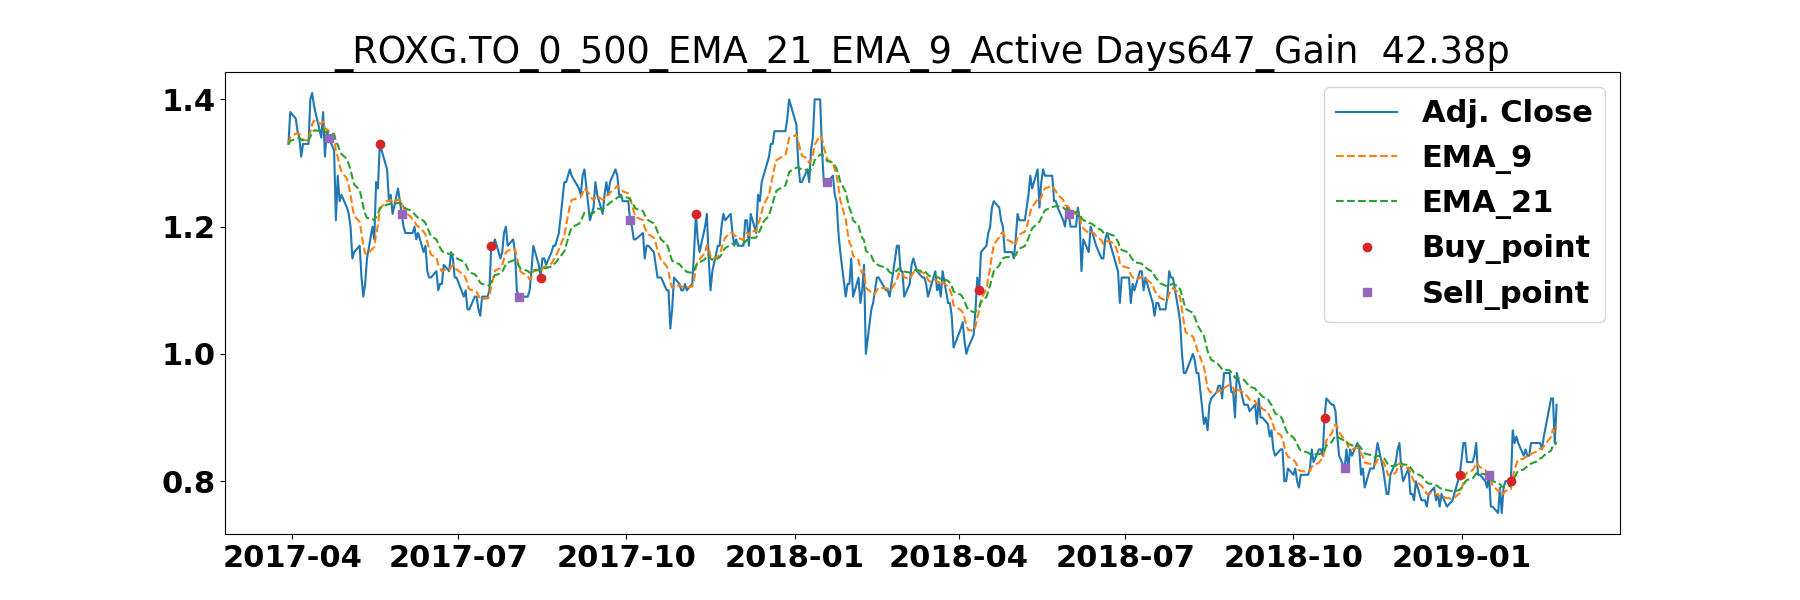 _ROXG.TO_0_500_EMA_21_EMA_9_Active Days647_Gain  42.38p
1.4
1.2
1.0
0.8
Adj. Close
EMA_9
EMA_21
Buy_point
Sell_point
2017-04 2017-07 2017-10 2018-01 2018-04 2018-07 2018-10 2019-01